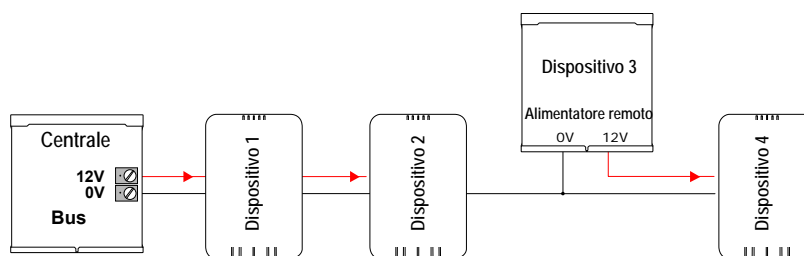 Centrale
12V
0V
Bus
Dispositivo 1
Dispositivo 2
Dispositivo 3
Alimentatore remoto
0V 12V
Dispositivo 4